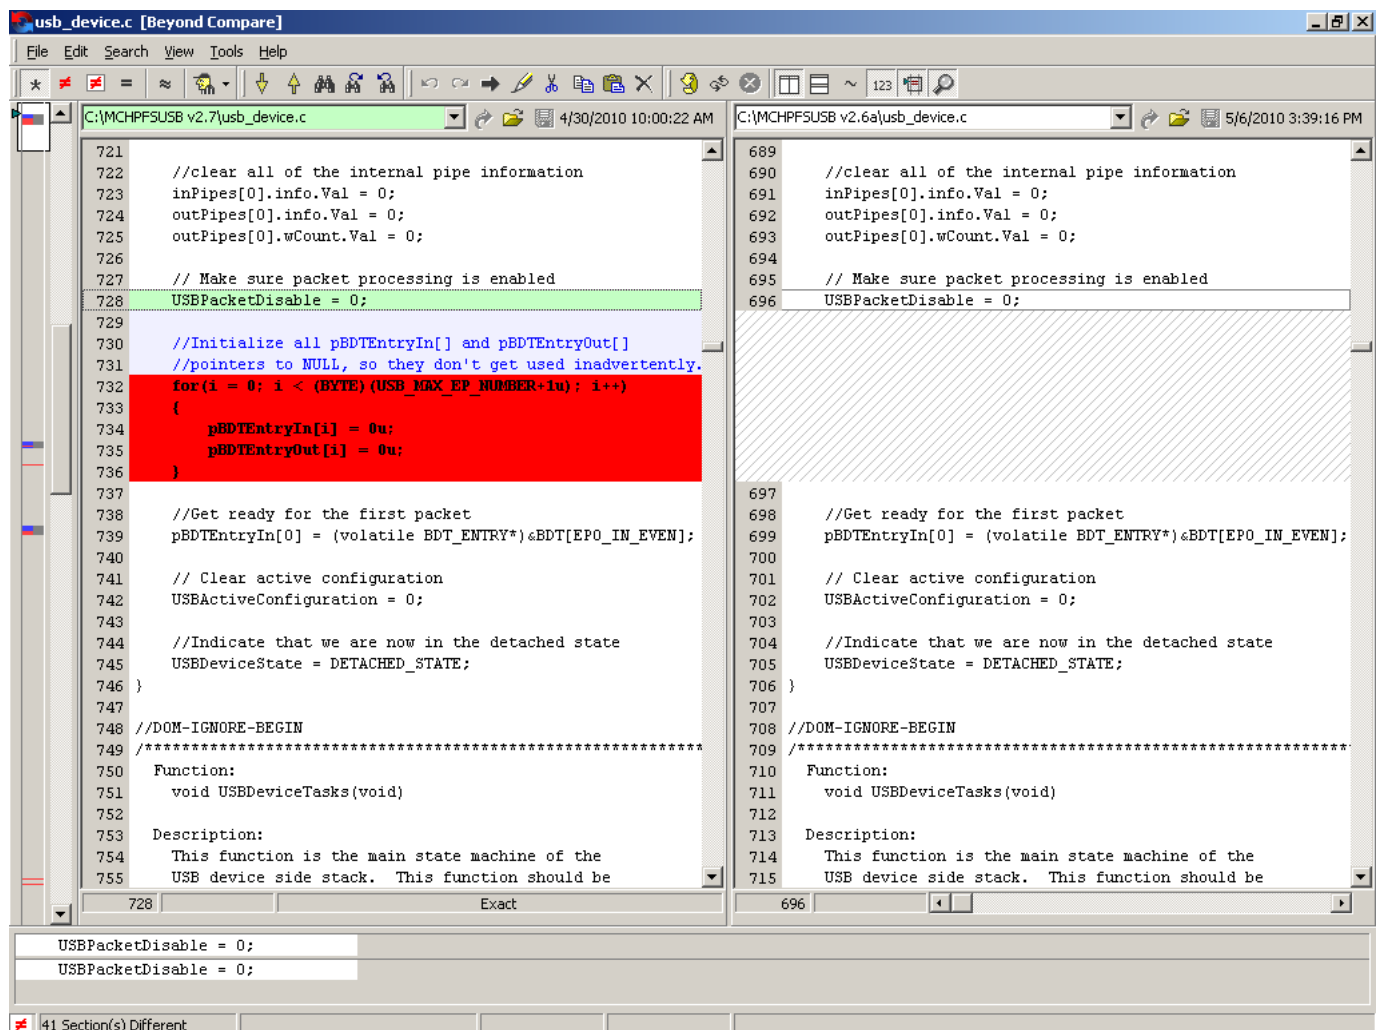 usb_device.c [Beyond Compare]
File Edit Search View Tools Help
123
C:\MCHPFSUSB v2.7\usb_device.c 4/30/2010 10:00:22 AM
721
722 //clear all of the internal pipe information
723 inPipes[0].info.Val = 0;
724 outPipes[0].info.Val = 0;
725 outPipes[0].wCount.Val = 0;
726
727 // Make sure packet processing is enabled
728 USBPacketDisable = 0;
729
730 //Initialize all pBDTEntryIn[] and pBDTEntryOut[]
731 //pointers to NULL, so they don't get used inadvertently.
732 for(i = 0; i < (BYTE)(USB_MAX_EP_NUMBER+1u); i++)
733 {
734 pBDTEntryIn[i] = 0u;
735 pBDTEntryOut[i] = 0u;
736 }
737
738 //Get ready for the first packet
739 pBDTEntryIn[0] = (volatile BDT_ENTRY*)&BDT[EP0_IN_EVEN];
740
741 // Clear active configuration
742 USBActiveConfiguration = 0;
743
744 //Indicate that we are now in the detached state
745 USBDeviceState = DETACHED_STATE;
746 }
747
748 //DOM-IGNORE-BEGIN
749 /*************************************************************
750 Function:
751 void USBDeviceTasks(void)
752
753 Description:
754 This function is the main state machine of the
755 USB device side stack. This function should be
728 Exact
C:\MCHPFSUSB v2.6a\usb_device.c 5/6/2010 3:39:16 PM
689
690 //clear all of the internal pipe information
691 inPipes[0].info.Val = 0;
692 outPipes[0].info.Val = 0;
693 outPipes[0].wCount.Val = 0;
694
695 // Make sure packet processing is enabled
696 USBPacketDisable = 0;
697
698 //Get ready for the first packet
699 pBDTEntryIn[0] = (volatile BDT_ENTRY*)&BDT[EP0_IN_EVEN];
700
701 // Clear active configuration
702 USBActiveConfiguration = 0;
703
704 //Indicate that we are now in the detached state
705 USBDeviceState = DETACHED_STATE;
706 }
707
708 //DOM-IGNORE-BEGIN
709 /*************************************************************
710 Function:
711 void USBDeviceTasks(void)
712
713 Description:
714 This function is the main state machine of the
715 USB device side stack. This function should be
696
USBPacketDisable = 0;
USBPacketDisable = 0;
41 Section(s) Different